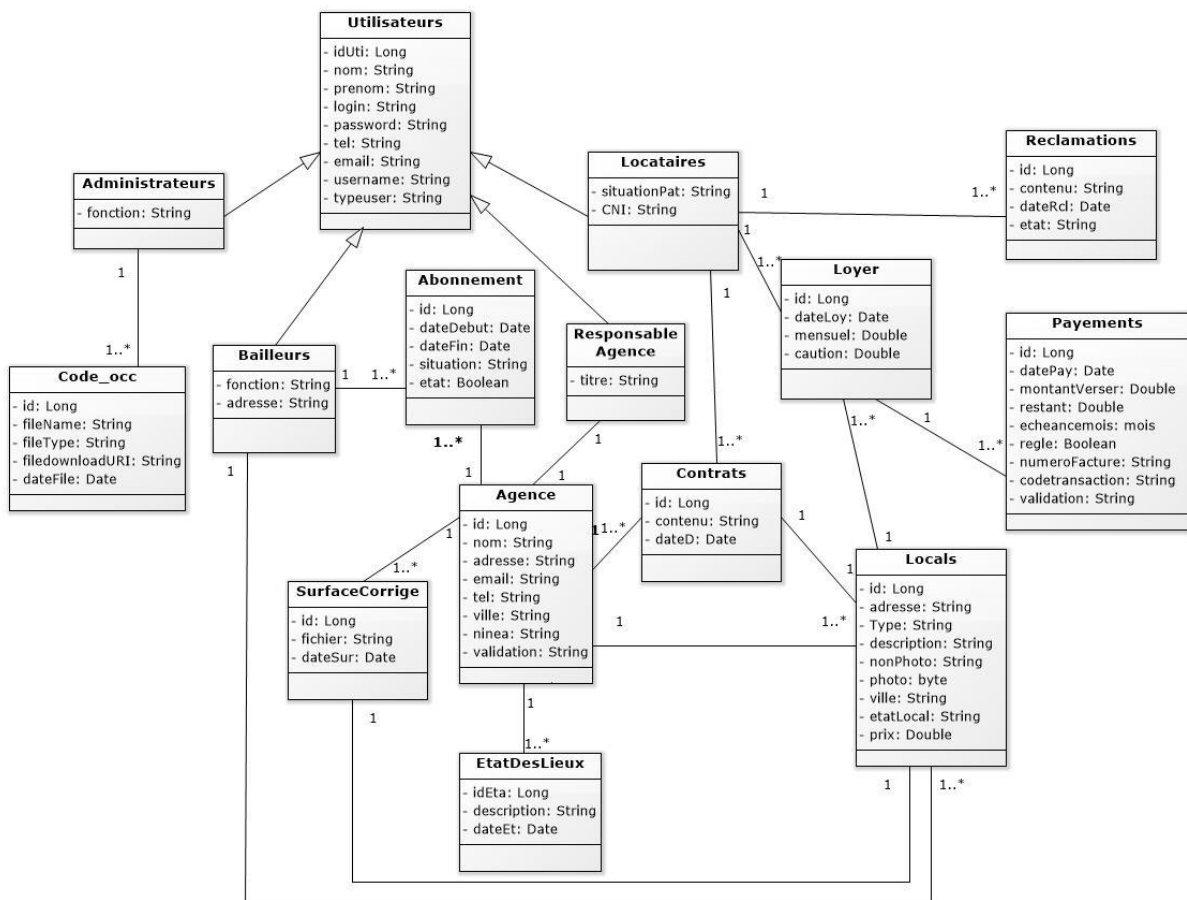 Utilisateurs
- idUti: Long
- nom: String
- prenom: String
- login: String
- password: String
- tel: String
- email: String
- username: String
- typeuser: String
Administrateurs
- fonction: String
1
1..*
Code_occ
- id: Long
- fileName: String
- fileType: String
- filedownloadURI: String
- dateFile: Date
Bailleurs
- fonction: String
- adresse: String
1
1..*
1
Abonnement
- id: Long
- dateDebut: Date
- dateFin: Date
- situation: String
- etat: Boolean
1..*
1
Responsable
Agence
- titre: String
1
1
Locataires
- situationPat: String
- CNI: String
1
1..*
1
1..*
1
1..*
Reclamations
- id: Long
- contenu: String
- dateRcl: Date
- etat: String
Loyer
- id: Long
- dateLoy: Date
- mensuel: Double
- caution: Double
1..*
1
1
1..*
Payements
- id: Long
- datePay: Date
- montantVerser: Double
- restant: Double
- echeancemois: mois
- regle: Boolean
- numeroFacture: String
- codetransaction: String
- validation: String
Contrats
- id: Long
- contenu: String
- dateD: Date
1
1
1..*
1
Agence
- id: Long
- nom: String
- adresse: String
- email: String
- tel: String
- ville: String
- ninea: String
- validation: String
1
1..*
1
1..*
SurfaceCorrige
- id: Long
- fichier: String
- dateSur: Date
1
1
1..*
EtatDesLieux
- idEta: Long
- description: String
- dateEt: Date
Locals
- id: Long
- adresse: String
- Type: String
- description: String
- nonPhoto: String
- photo: byte
- ville: String
- etatLocal: String
- prix: Double
1
1..*